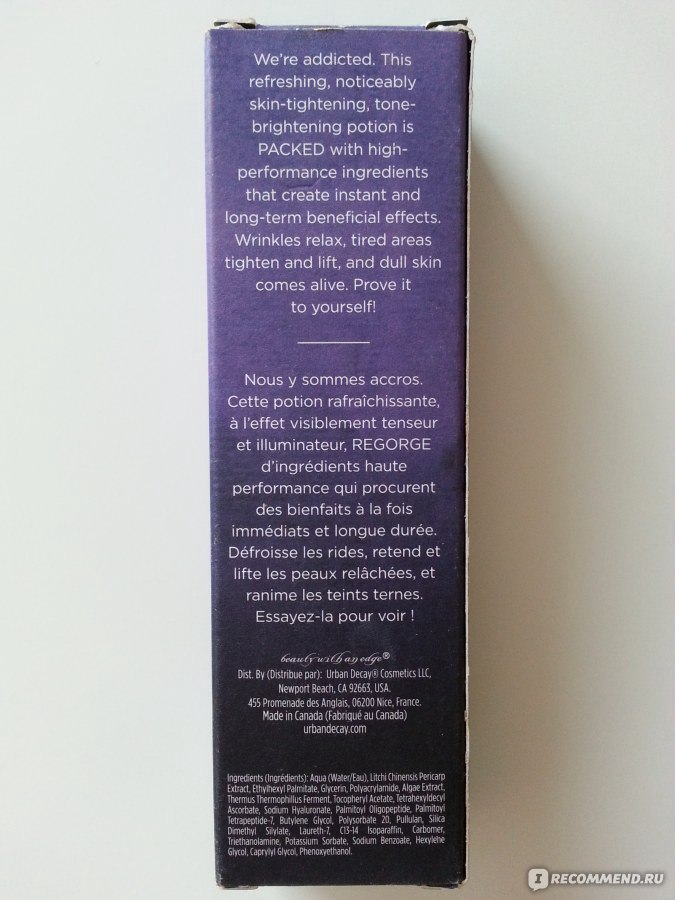 We're addicted. This
refreshing, noticeably
skin-tightening, tone-
brightening potion is
PACKED with high-
performance ingredients
that create instant and
long-term beneficial effects.
Wrinkles relax, tired areas
tighten and lift, and dull skin
comes alive. Prove it
to yourself!
Nous y sommes accros.
Cette potion rafraîchissante,
à l'effet visiblement tenseur
et illuminateur, REGORGE
d'ingrédients haute
performance qui procurent
des bienfaits à la fois
immédiats et longue durée.
Défroisse les rides, retend et
lifte les peaux relâchées, et
ranime les teints ternes.
Essayez-la pour voir !
beauty with an edge®
Dist. By (Distribue par): Urban Decay® Cosmetics LLC,
Newport Beach, CA 92663, USA.
455 Promenade des Anglais, 06200 Nice, France.
Made in Canada (Fabriqué au Canada)
urbandecay.com
Ingredients (Ingrédients): Aqua (Water/Eau), Litchi Chinensis Pericarp
Extract, Ethylhexyl Palmitate, Glycerin, Polyacrylamide, Algae Extract,
Thermus Thermophillus Ferment, Tocopheryl Acetate, Tetrahexyldecyl
Ascorbate, Sodium Hyaluronate, Palmitoyl Oligopeptide, Palmitoyl
Tetrapeptide-7, Butylene Glycol, Polysorbate 20, Pullulan, Silica
Dimethyl Silylate, Laureth-7, C13-14 Isoparaffin, Carbomer,
Triethanolamine, Potassium Sorbate, Sodium Benzoate, Hexylene
Glycol, Caprylyl Glycol, Phenoxyethanol.
I RECOMMEND.RU